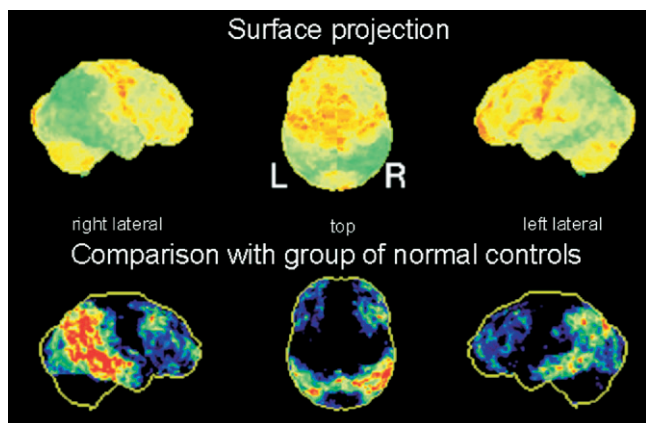 Surface projection
L R
right lateral top left lateral
Comparison with group of normal controls